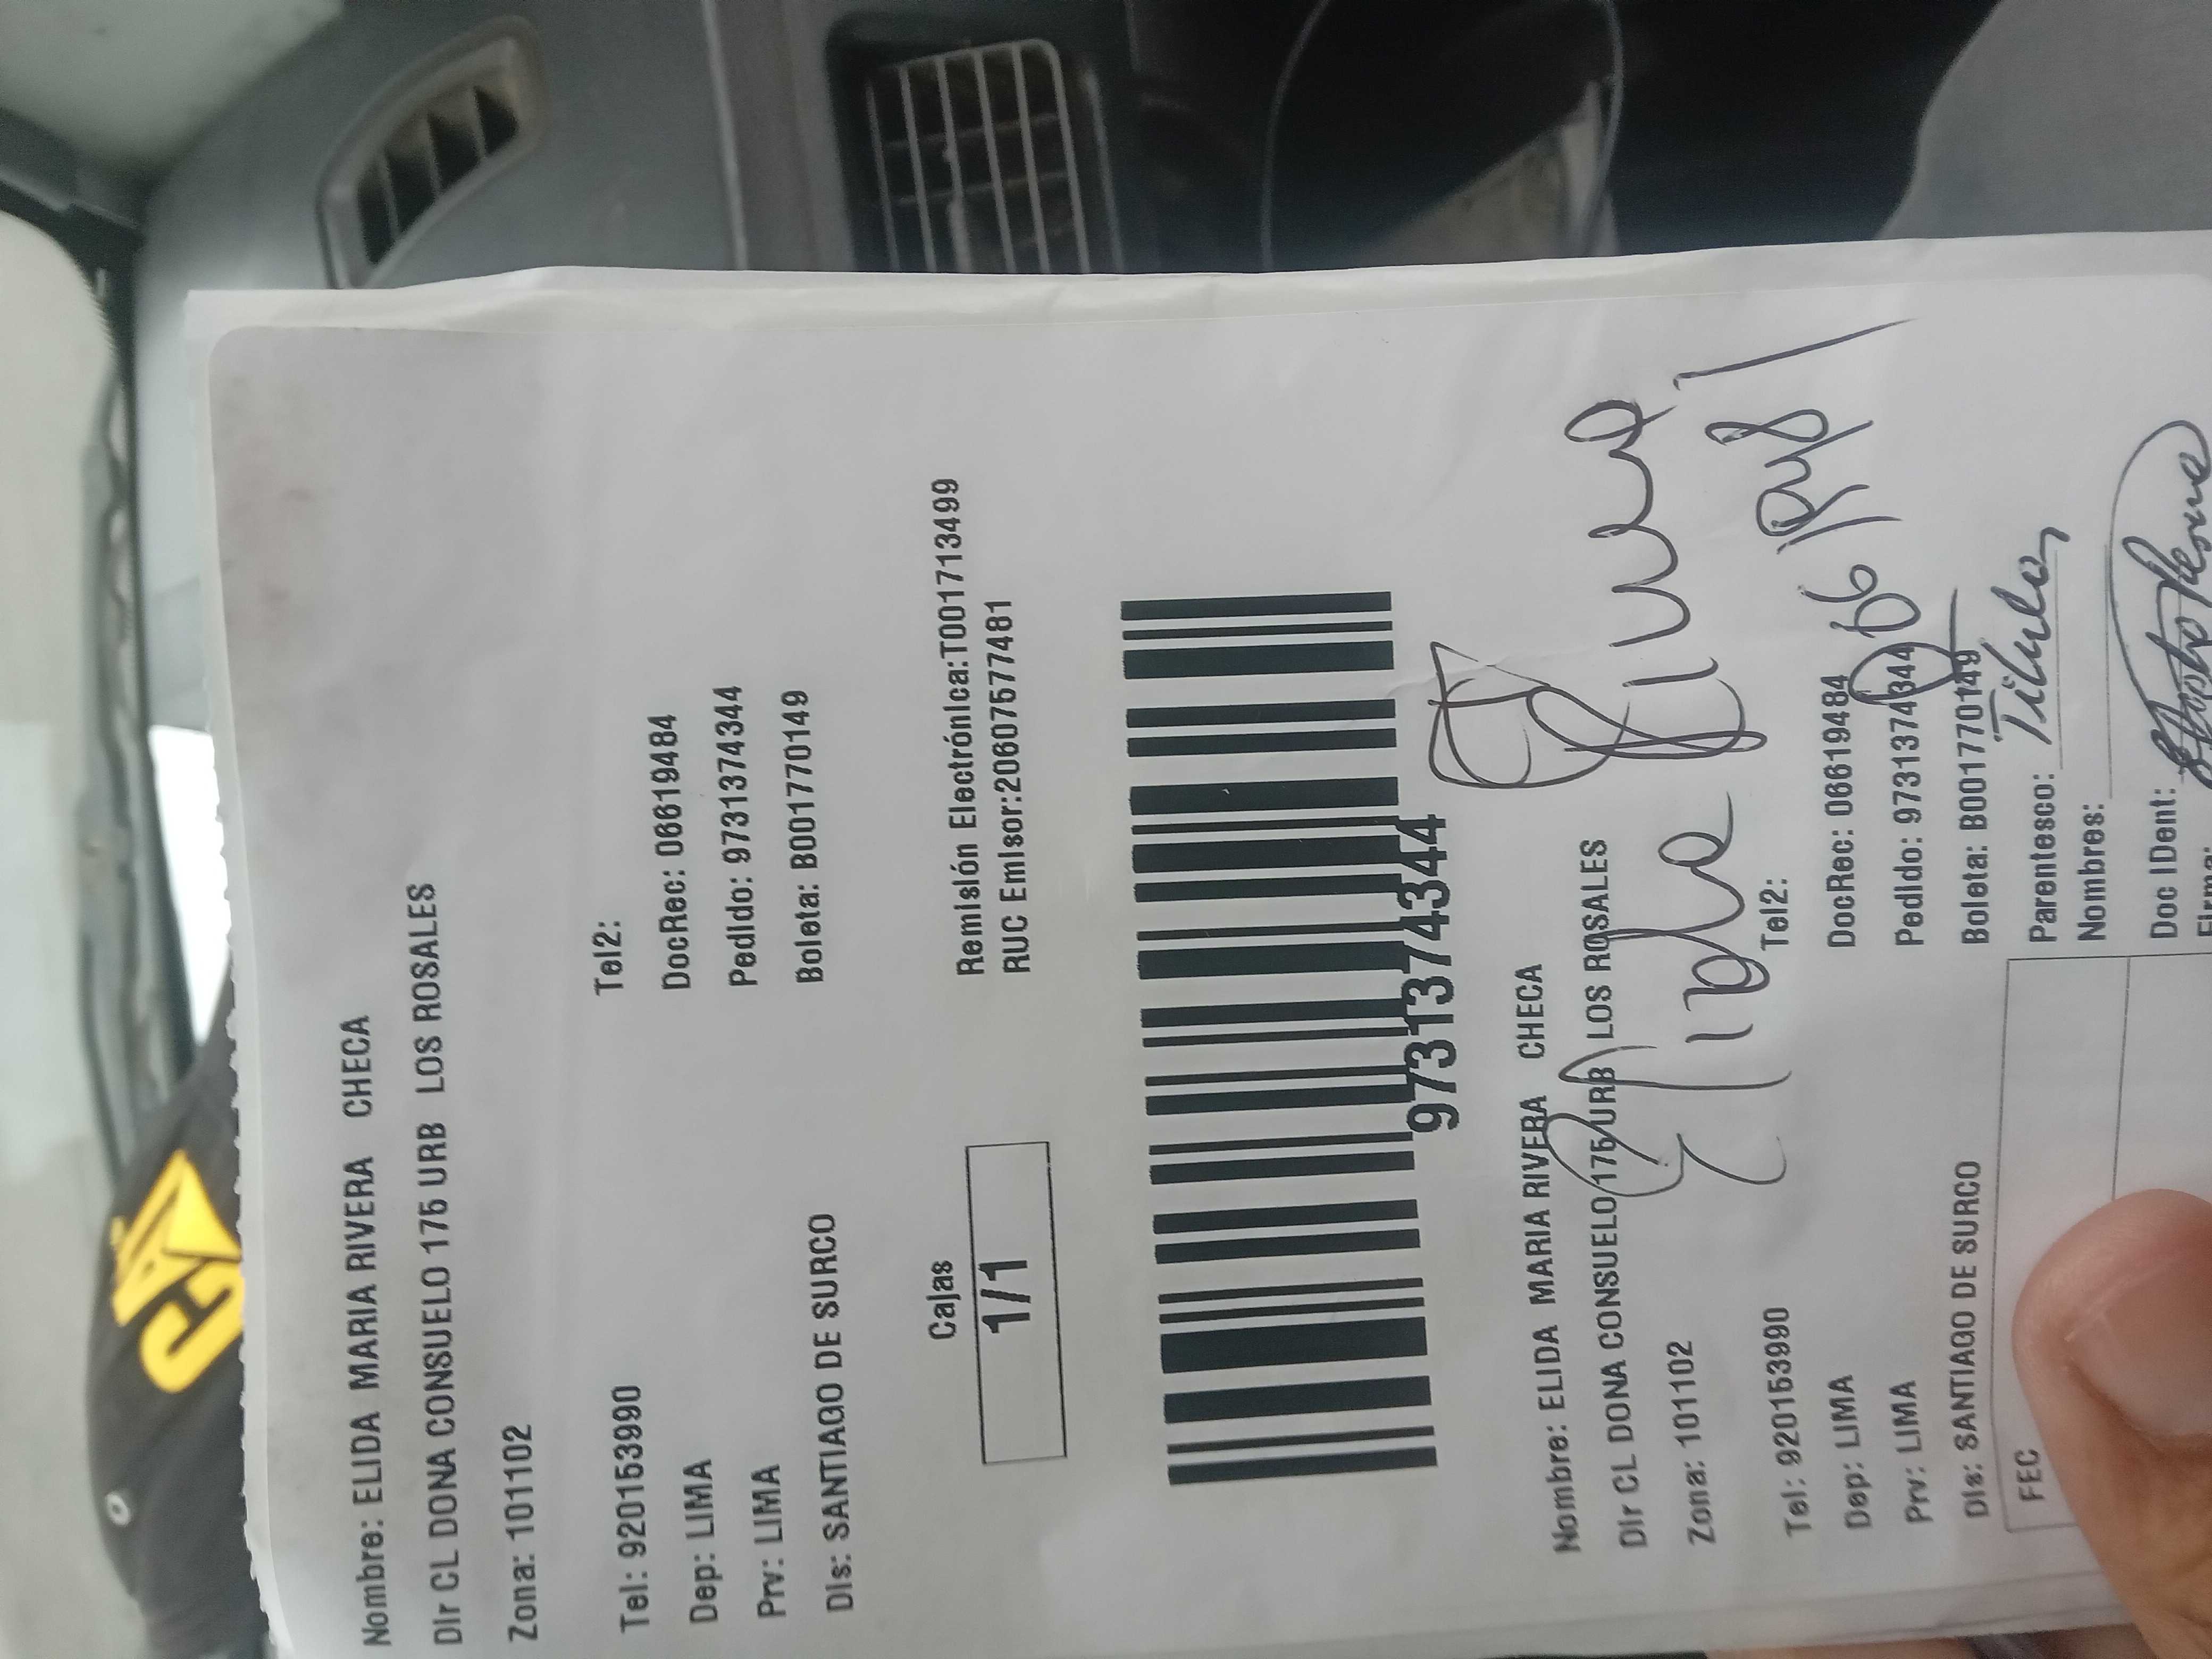 Nombre: ELIDA MARIA RIVERA CHECA
Dir CL DONA CONSUELO 175 URB LOS ROSALES
Zona: 101102
Tel: 920153990
Tel2:
Dep: LIMA
DocRec: 06619484
Prv: LIMA
Pedido: 9731374344
Dis: SANTIAGO DE SURCO
Boleta: B001770149
Cajas
1/1
Remisión Electrónica:T001713499
RUC Emisor:20607577481
9731374344
Nombre: ELIDA MARIA RIVERA CHECA
Dir CL DONA CONSUELO 175 URB LOS ROSALES
Zona: 101102
Elida
Tel: 920153990
Tel2:
Dep: LIMA
DocRec: 06619484
Prv: LIMA
Pedido: 9731374344
Dis: SANTIAGO DE SURCO
Boleta: B001770149
FEC
Parentesco: Titular
Nombres:
Doc IDent:
Firma:
CAT